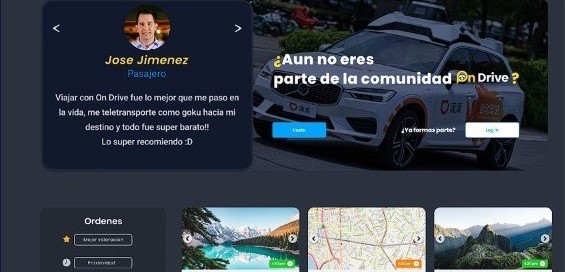 Jose Jimenez
Pasajero
Viajar con On Drive fue lo mejor que me paso en
la vida, me teletransporte como goku hacia mi
destino y todo fue super barato!!
Lo super recomiendo :D
¿Aun no eres
parte de la comunidad On Drive ?
Unete
¿Ya formas parte?
Log In
Ordenes
Mejor valoracion
Proximidad